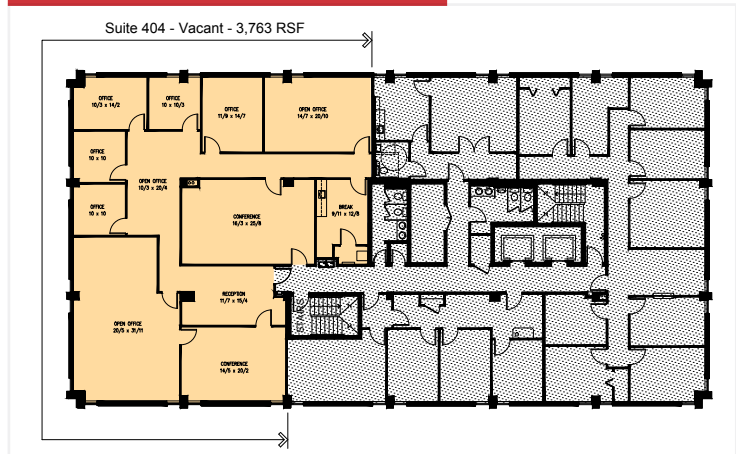 Suite 404 - Vacant - 3,763 RSF
OFFICE
10/3 x 14/2
OFFICE
10 x 10/3
OFFICE
11/9 x 14/7
OPEN OFFICE
14/7 x 20/10
OFFICE
10 x 10
OPEN OFFICE
10/3 x 20/4
OFFICE
10 x 10
CONFERENCE
16/3 x 25/8
BREAK
9/11 x 12/8
RECEPTION
11/7 x 15/4
STAIRS
OPEN OFFICE
20/5 x 31/11
CONFERENCE
14/5 x 20/2